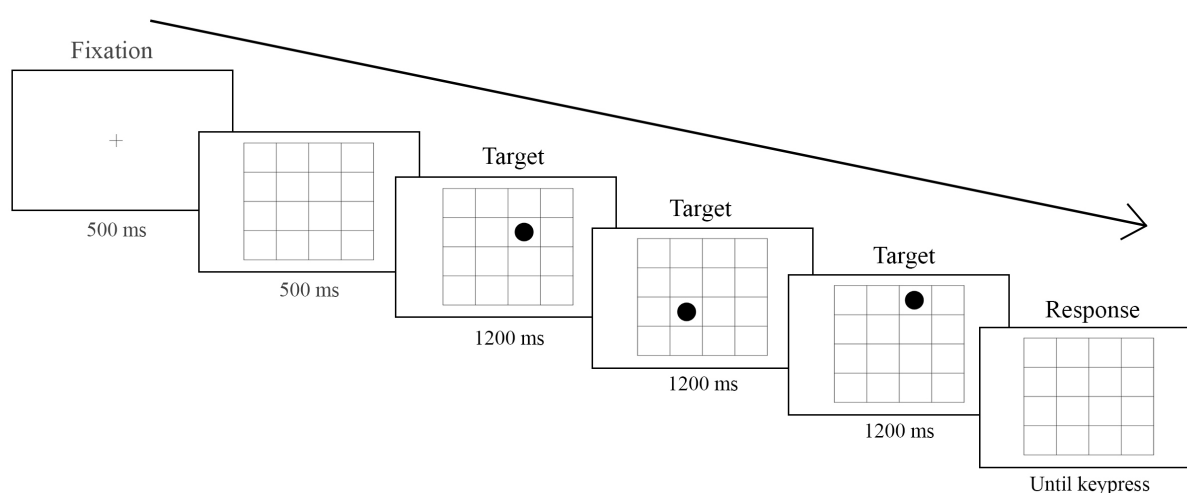 Fixation
500 ms
500 ms
Target
1200 ms
Target
1200 ms
Target
1200 ms
Response
Until keypress